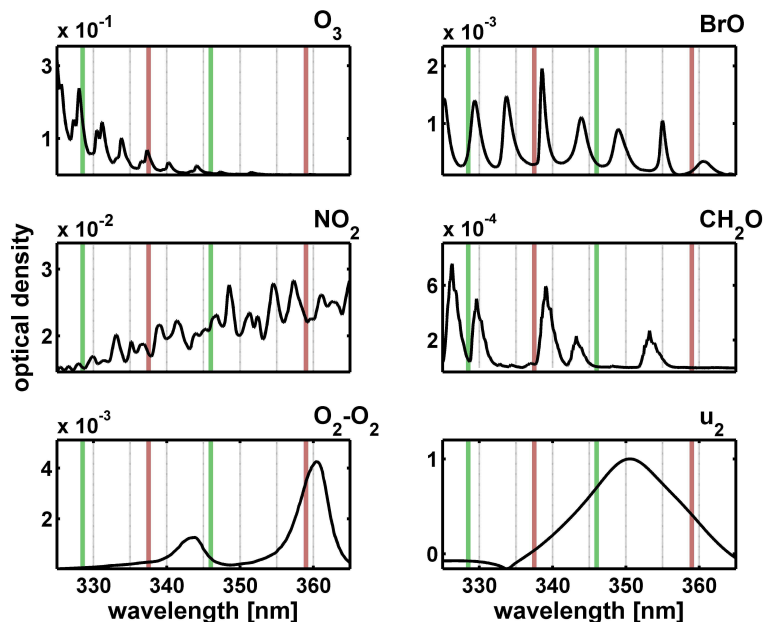 x 10⁻¹ O₃
3
1
x 10⁻³ BrO
2
1
optical density
x 10⁻² NO₂
3
2
x 10⁻⁴ CH₂O
6
2
x 10⁻³ O₂-O₂
4
2
330 340 350 360
wavelength [nm]
u₂
1
0
330 340 350 360
wavelength [nm]